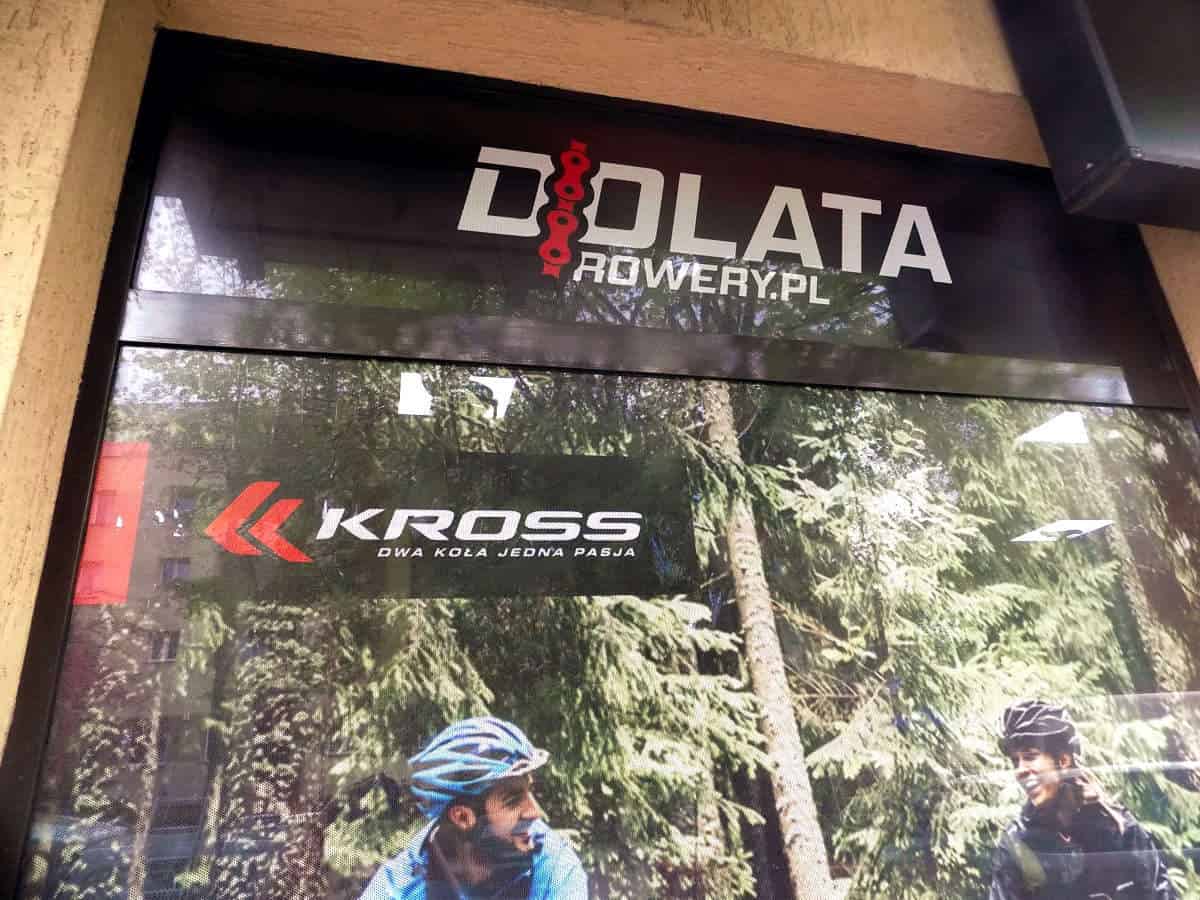 DOLATA
ROWERY.PL
KROSS
DWA KOŁA JEDNA PASJA